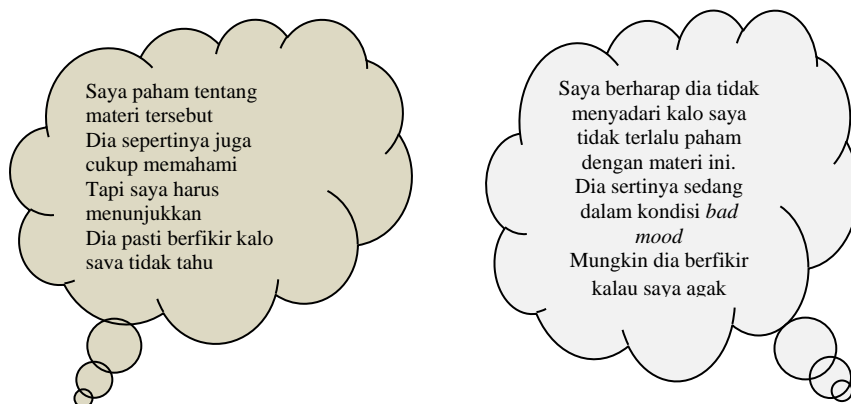 Saya paham tentang
materi tersebut
Dia sepertinya juga
cukup memahami
Tapi saya harus
menunjukkan
Dia pasti berfikir kalo
saya tidak tahu
Saya berharap dia tidak
menyadari kalo saya
tidak terlalu paham
dengan materi ini.
Dia sertinya sedang
dalam kondisi bad
mood
Mungkin dia berfikir
kalau saya agak